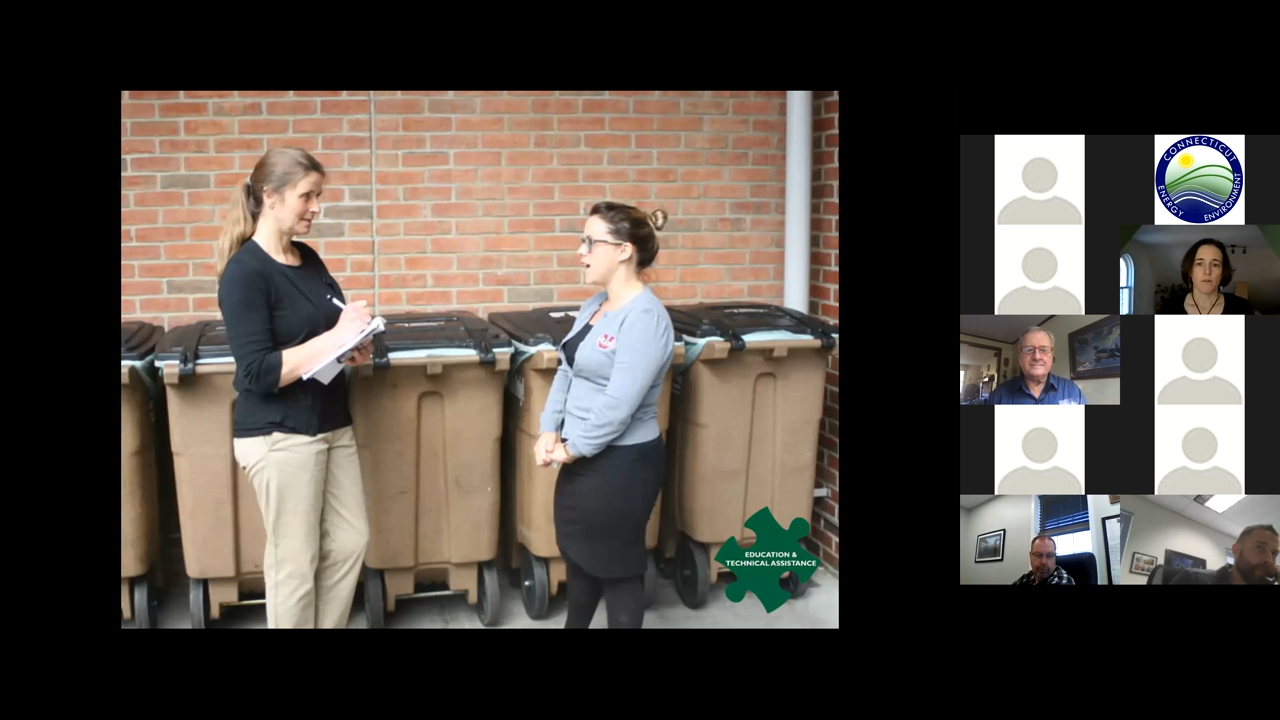 EDUCATION &
TECHNICAL ASSISTANCE
CONNECTICUT
ENERGY
ENVIRONMENT